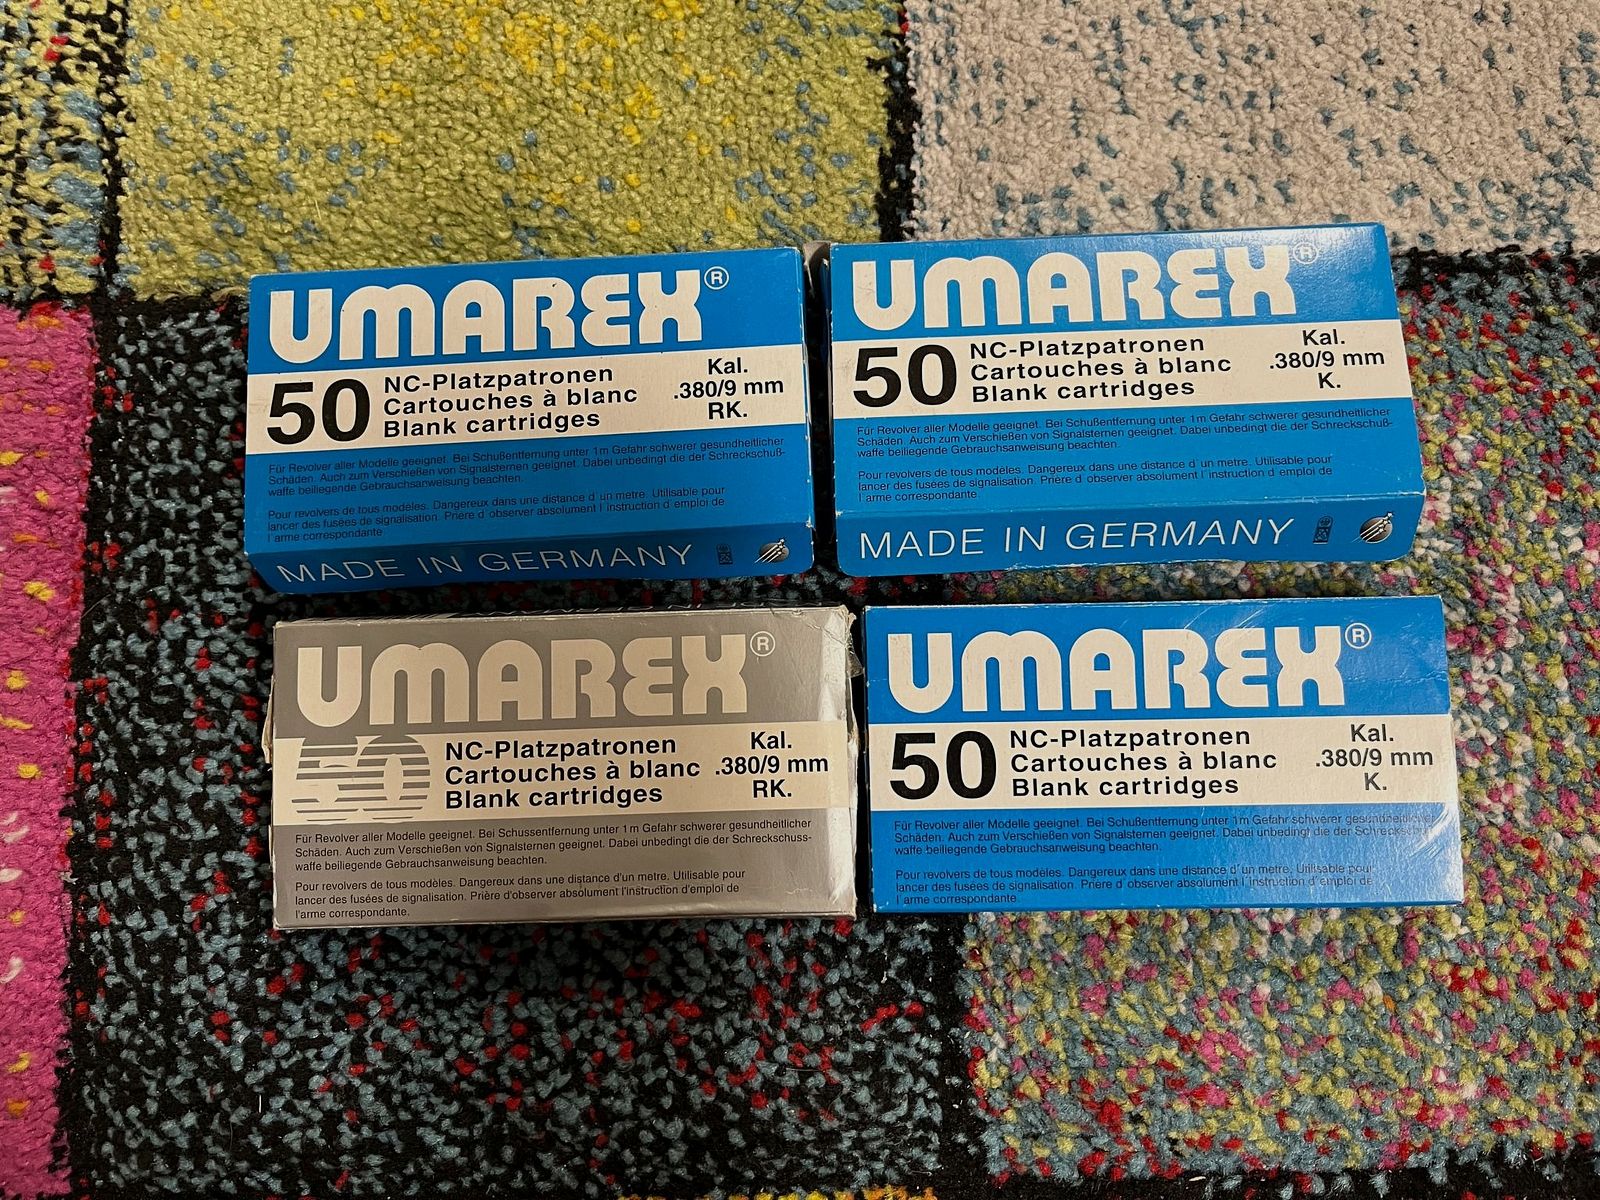 UMAREX®
50
NC-Platzpatronen
Cartouches à blanc
Blank cartridges
Kal.
.380/9 mm
RK.
Für Revolver aller Modelle geeignet. Bei Schußentfernung unter 1m Gefahr schwerer gesundheitlicher
Schäden. Auch zum Verschießen von Signalsternen geeignet. Dabei unbedingt die der Schreckschuß-
waffe beiliegende Gebrauchsanweisung beachten.
Pour revolvers de tous modéles. Dangereux dans une distance d'un metre. Utilisable pour
lancer des fusées de signalisation. Prière d'observer absolument l'instruction d emploi de
l'arme correspondante
MADE IN GERMANY
UMAREX®
50
NC-Platzpatronen
Cartouches à blanc
Blank cartridges
Kal.
.380/9 mm
K.
Für Revolver aller Modelle geeignet. Bei Schußentfernung unter 1m Gefahr schwerer gesundheitlicher
Schäden. Auch zum Verschießen von Signalsternen geeignet. Dabei unbedingt die der Schreckschuß-
waffe beiliegende Gebrauchsanweisung beachten.
Pour revolvers de tous modéles. Dangereux dans une distance d'un metre. Utilisable pour
lancer des fusées de signalisation. Prière d'observer absolument l'instruction d emploi de
l'arme correspondante
MADE IN GERMANY
UMAREX®
50
NC-Platzpatronen
Cartouches à blanc
Blank cartridges
Kal.
.380/9 mm
RK.
Für Revolver aller Modelle geeignet. Bei Schussentfernung unter 1m Gefahr schwerer gesundheitlicher
Schäden. Auch zum Verschießen von Signalsternen geeignet. Dabei unbedingt die der Schreckschuss-
waffe beiliegende Gebrauchsanweisung beachten.
Pour revolvers de tous modèles. Dangereux dans une distance d'un metre. Utilisable pour
lancer des fusées de signalisation. Prière d'observer absolument l'instruction d'emploi de
l'arme correspondante.
UMAREX®
50
NC-Platzpatronen
Cartouches à blanc
Blank cartridges
Kal.
.380/9 mm
K.
Für Revolver aller Modelle geeignet. Bei Schußentfernung unter 1m Gefahr schwerer gesundheitlicher
Schäden. Auch zum Verschießen von Signalsternen geeignet. Dabei unbedingt die der Schreckschuß-
waffe beiliegende Gebrauchsanweisung beachten.
Pour revolvers de tous modéles. Dangereux dans une distance d'un metre. Utilisable pour
lancer des fusées de signalisation. Prière d observer absolument l'instruction d emploi de
l'arme correspondante.